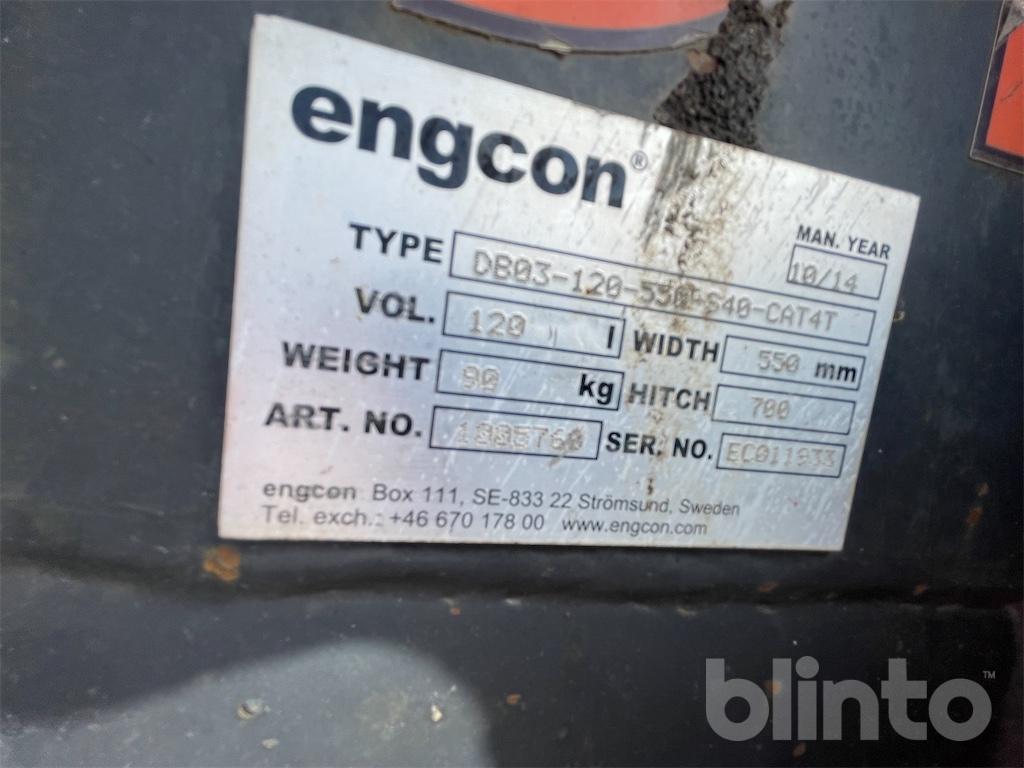 engcon®
MAN. YEAR 10/14
TYPE DB03-120-550-S40-CAT4T
VOL. 120 l WIDTH 550 mm
WEIGHT 90 kg HITCH 700
ART. NO. 1005760 SER. NO. EC011933
engcon Box 111, SE-833 22 Strömsund, Sweden
Tel. exch.: +46 670 178 00 www.engcon.com
blinto™